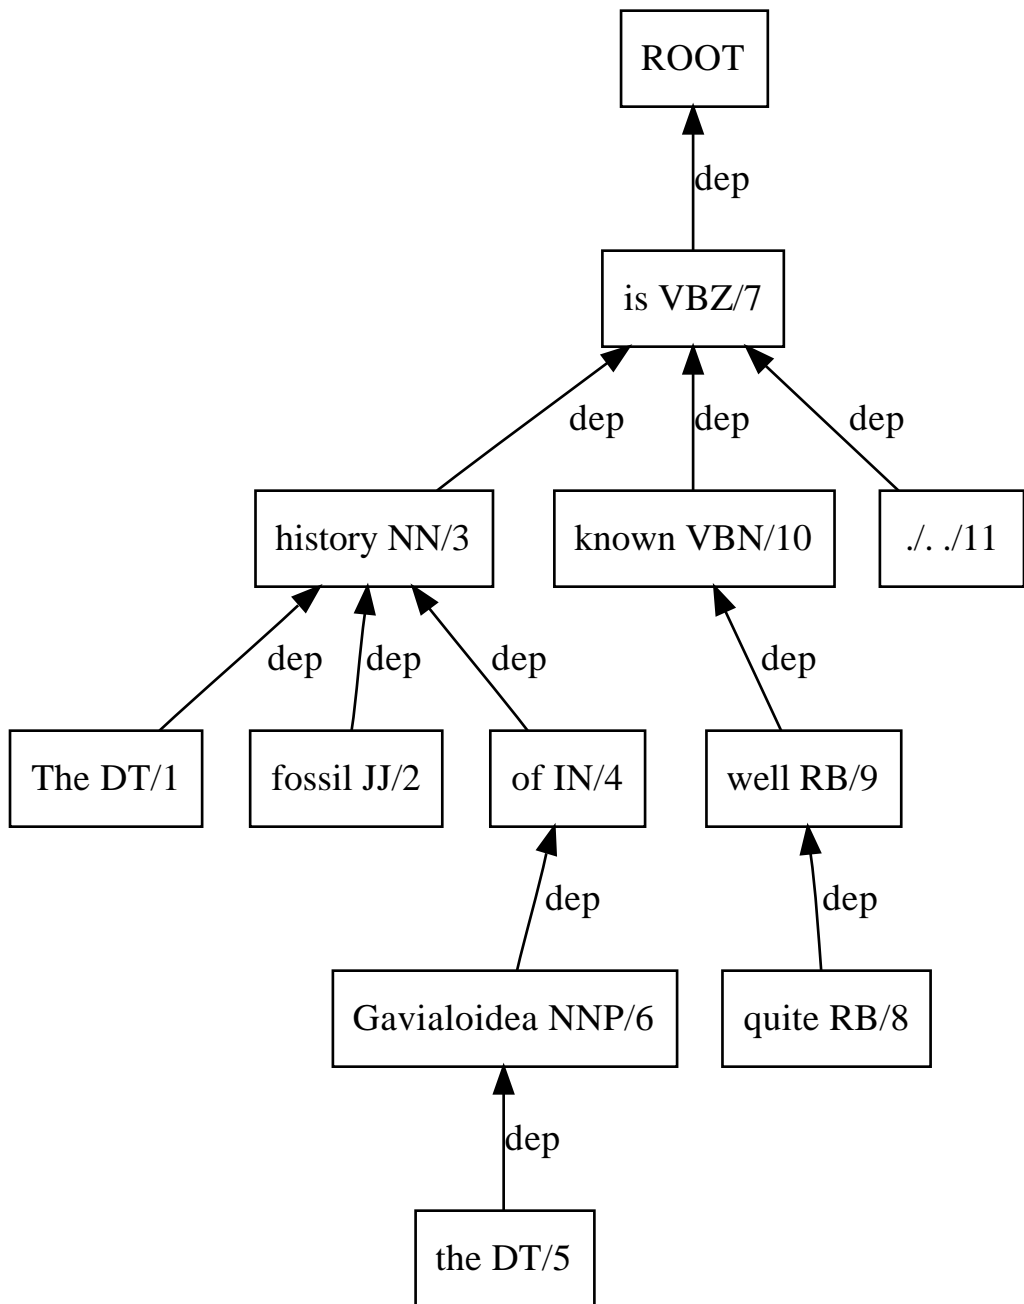 ROOT
dep
is VBZ/7
dep dep dep
history NN/3 known VBN/10 ./. ./11
dep dep dep dep
The DT/1 fossil JJ/2 of IN/4 well RB/9
dep dep
Gavialoidea NNP/6 quite RB/8
dep
the DT/5